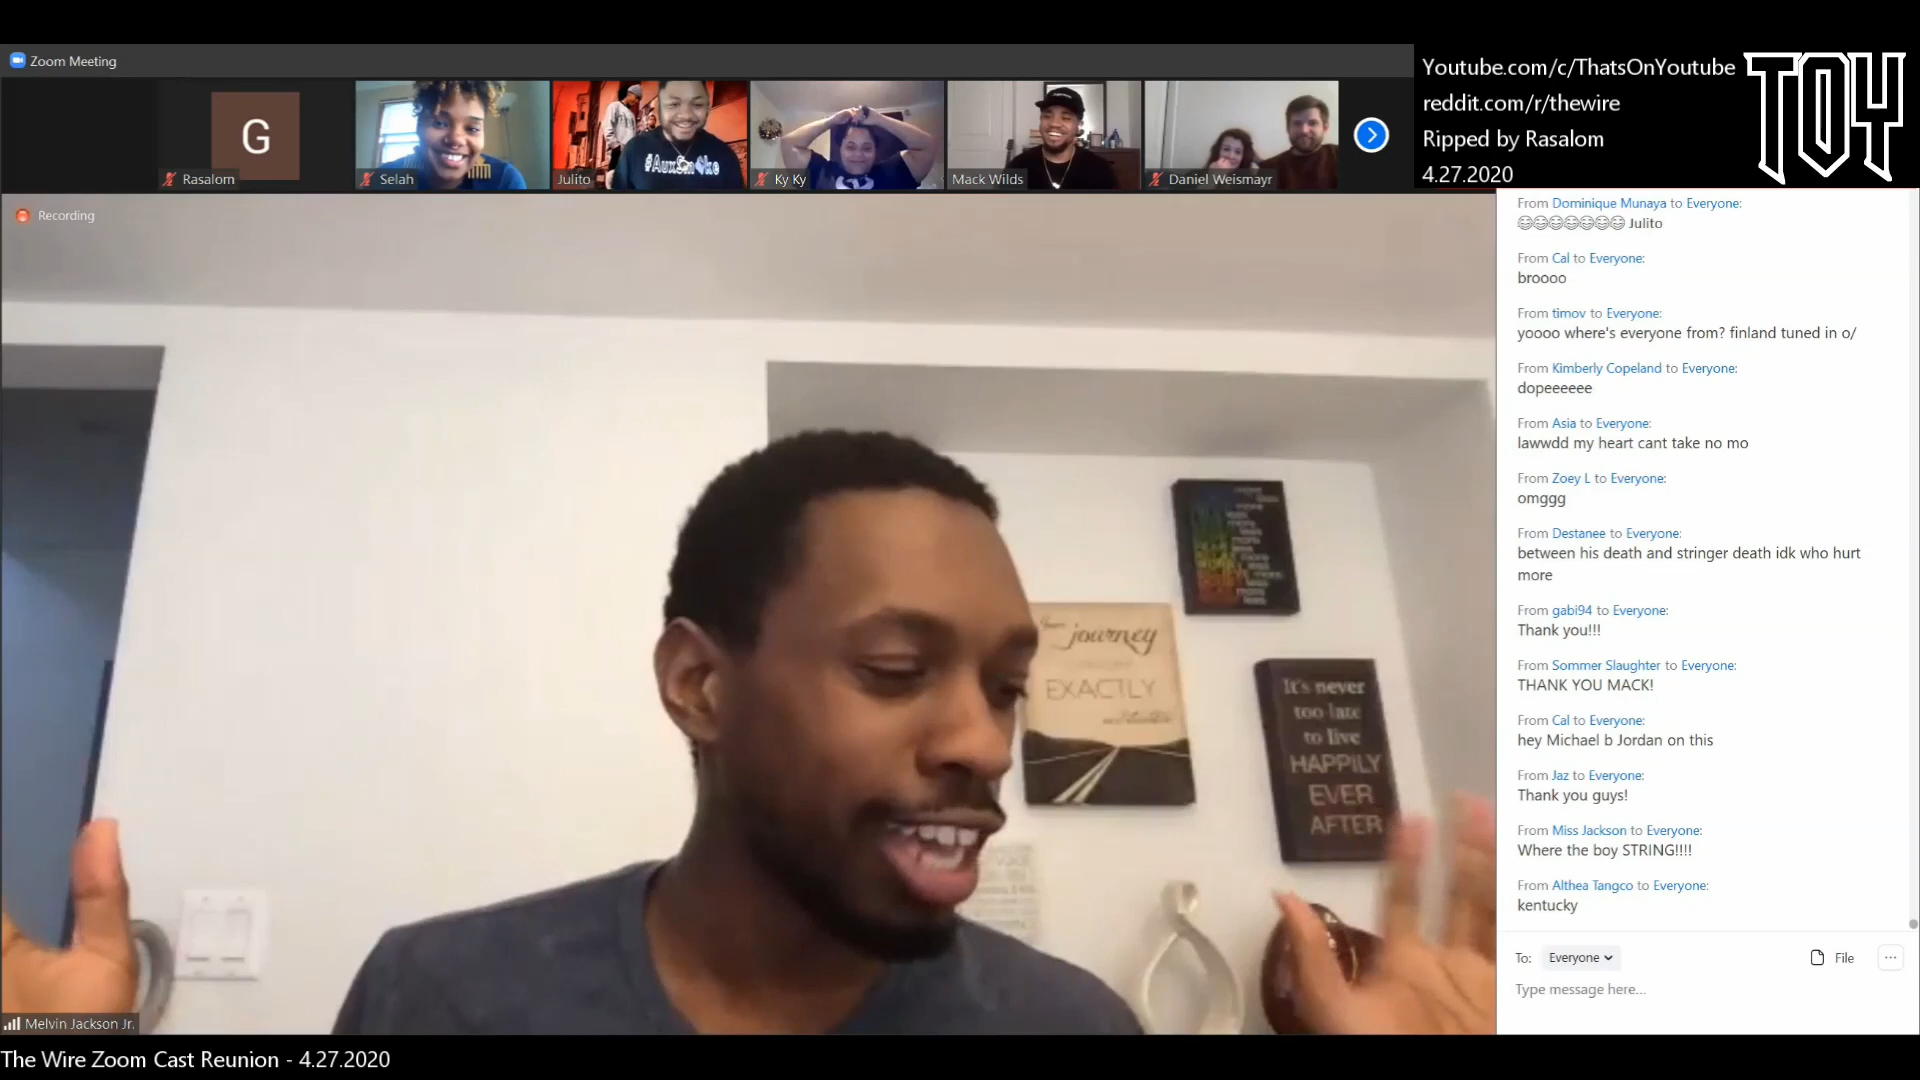 Zoom Meeting
Youtube.com/c/ThatsOnYoutube
reddit.com/r/thewire
Ripped by Rasalom
4.27.2020
TOY
G
Rasalom
Selah
Julito
Ky Ky
Mack Wilds
Daniel Weismayr
Recording
From Dominique Munaya to Everyone:
😂😂😂😂😂😂😂 Julito
From Cal to Everyone:
broooo
From timov to Everyone:
yoooo where's everyone from? finland tuned in o/
From Kimberly Copeland to Everyone:
dopeeeeee
From Asia to Everyone:
lawwdd my heart cant take no mo
From Zoey L to Everyone:
omggg
From Destanee to Everyone:
between his death and stringer death idk who hurt
more
From gabi94 to Everyone:
Thank you!!!
From Sommer Slaughter to Everyone:
THANK YOU MACK!
From Cal to Everyone:
hey Michael b Jordan on this
From Jaz to Everyone:
Thank you guys!
From Miss Jackson to Everyone:
Where the boy STRING!!!!
From Althea Tangco to Everyone:
kentucky
To: Everyone
File
...
Type message here...
journey
EXACTLY
It's never
too late
to live
HAPPILY
EVER
AFTER
Melvin Jackson Jr.
The Wire Zoom Cast Reunion - 4.27.2020